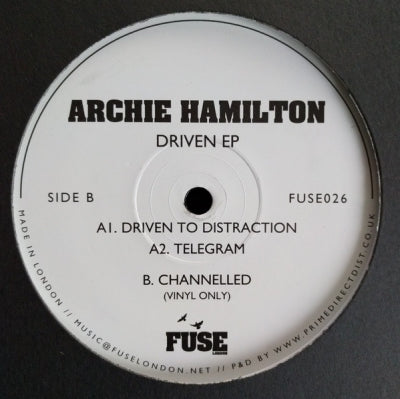 ARCHIE HAMILTON
DRIVEN EP
SIDE B
FUSE026
A1. DRIVEN TO DISTRACTION
A2. TELEGRAM
B. CHANNELLED
(VINYL ONLY)
FUSE
LONDON
MADE IN LONDON // MUSIC@FUSELONDON.NET // P&D BY WWW.PRIMEDIRECTDIST.CO.UK